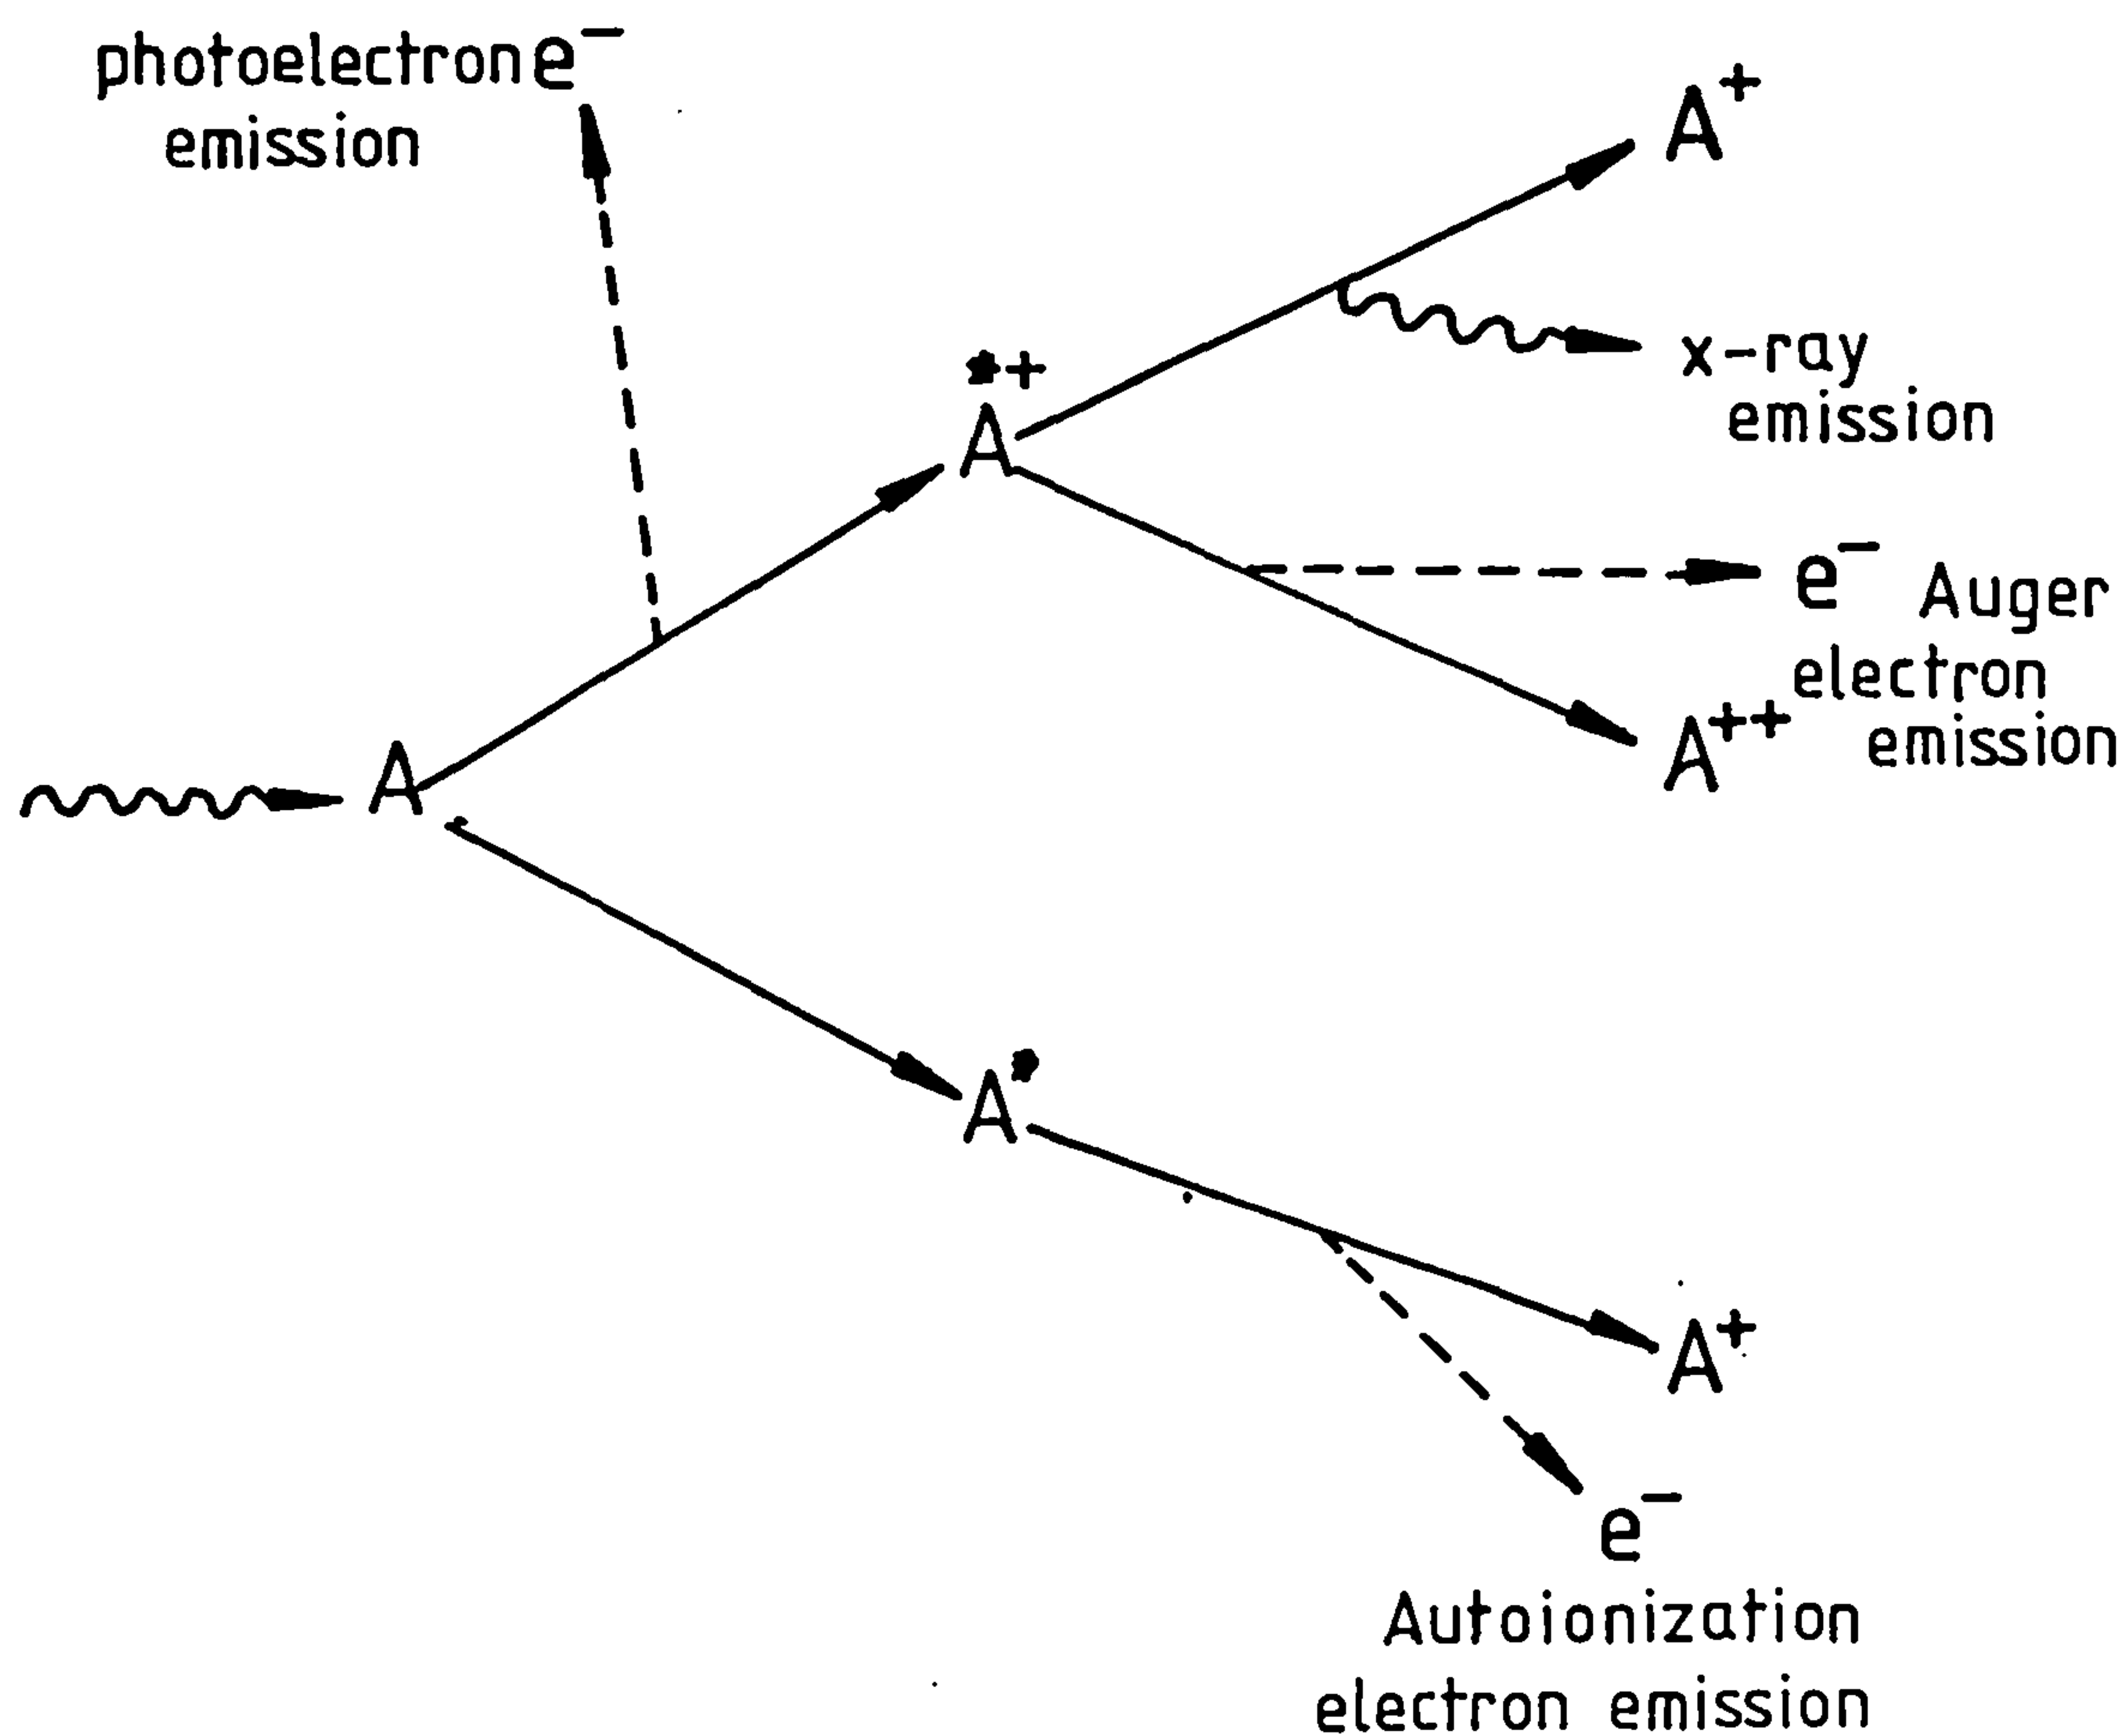 photoelectron e⁻
emission
A⁺
x-ray
emission
*+
A
e⁻ Auger
electron
emission
A⁺⁺
A
A*
A⁺
e⁻
Autoionization
electron emission